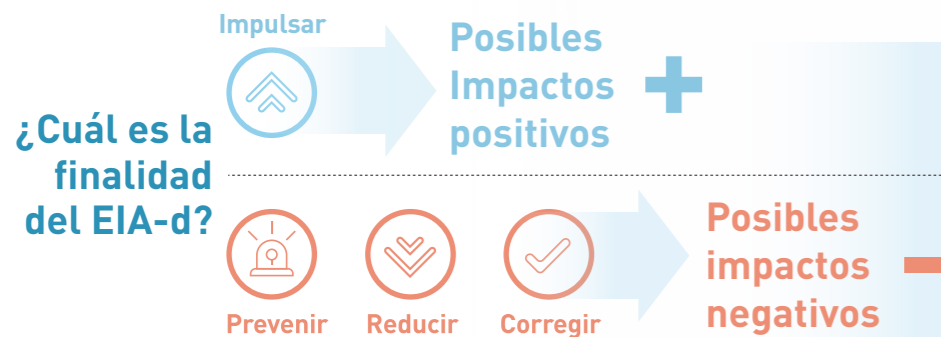 ¿Cuál es la
finalidad
del EIA-d?
Impulsar
Posibles
Impactos
positivos
+
Prevenir
Reducir
Corregir
Posibles
impactos
negativos
-